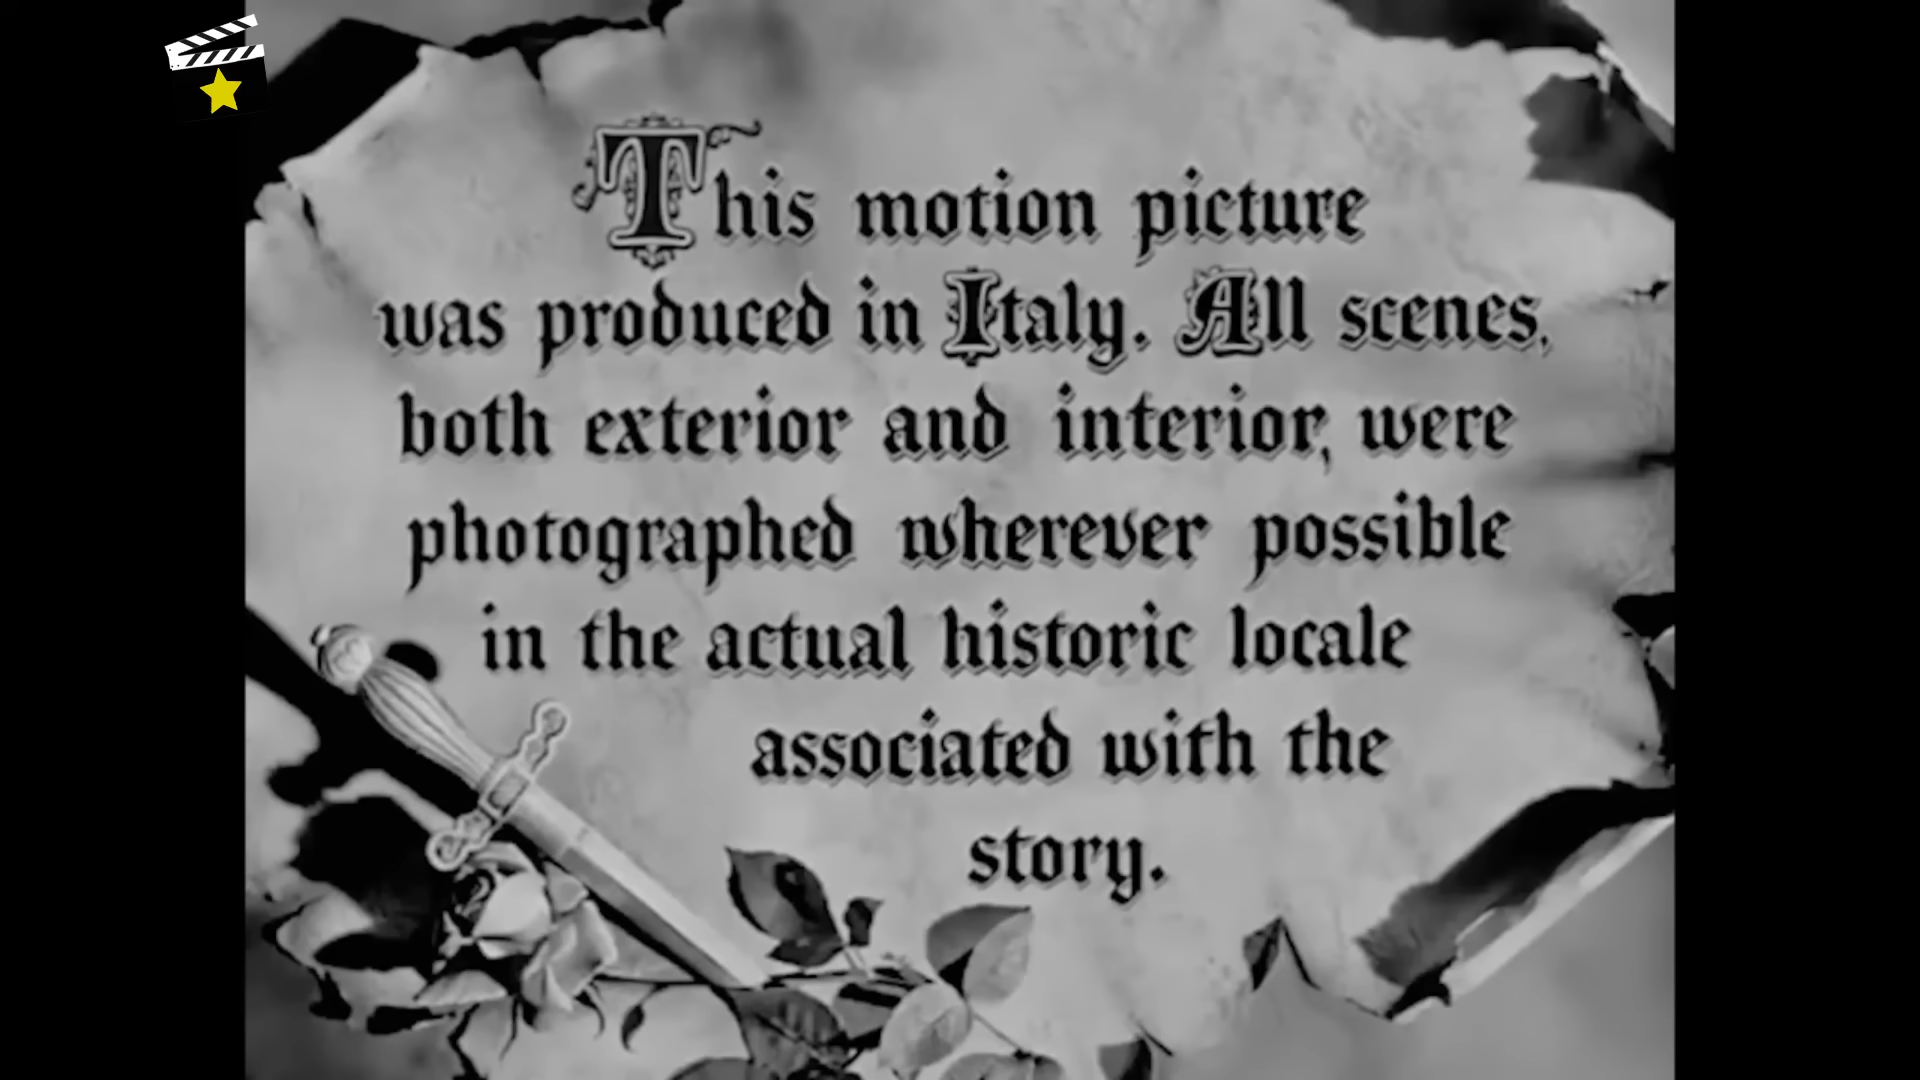 This motion picture
was produced in Italy. All scenes,
both exterior and interior, were
photographed wherever possible
in the actual historic locale
associated with the
story.